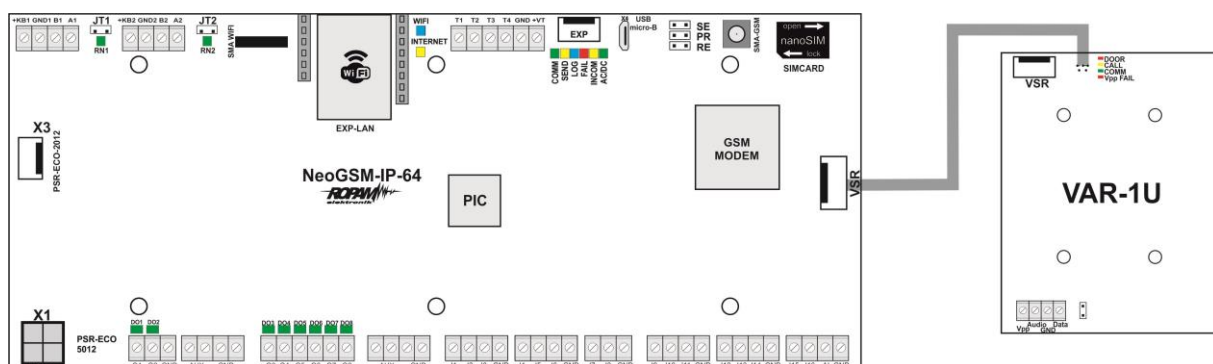 +KB1 GND1 B1 A1
JT1
RN1
+KB2 GND2 B2 A2
JT2
RN2
SMA WIFI
WiFi
EXP-LAN
WIFI
INTERNET
T1 T2 T3 T4 GND +VT
EXP
COMM
SEND
LOG
FAIL
INCOM
AC/DC
USB
micro-B
SE
PR
RE
SMA-GSM
open
nanoSIM
lock
SIMCARD
X3
PSR-ECO-2012
NeoGSM-IP-64
ROPAM
elektronik
PIC
GSM
MODEM
VSR
VSR
DOOR
CALL
COMM
Vpp FAIL
VAR-1U
Vpp Audio GND Data
X1
PSR-ECO
5012
DO1 DO2
DO3 DO4 DO5 DO6 DO7 DO8